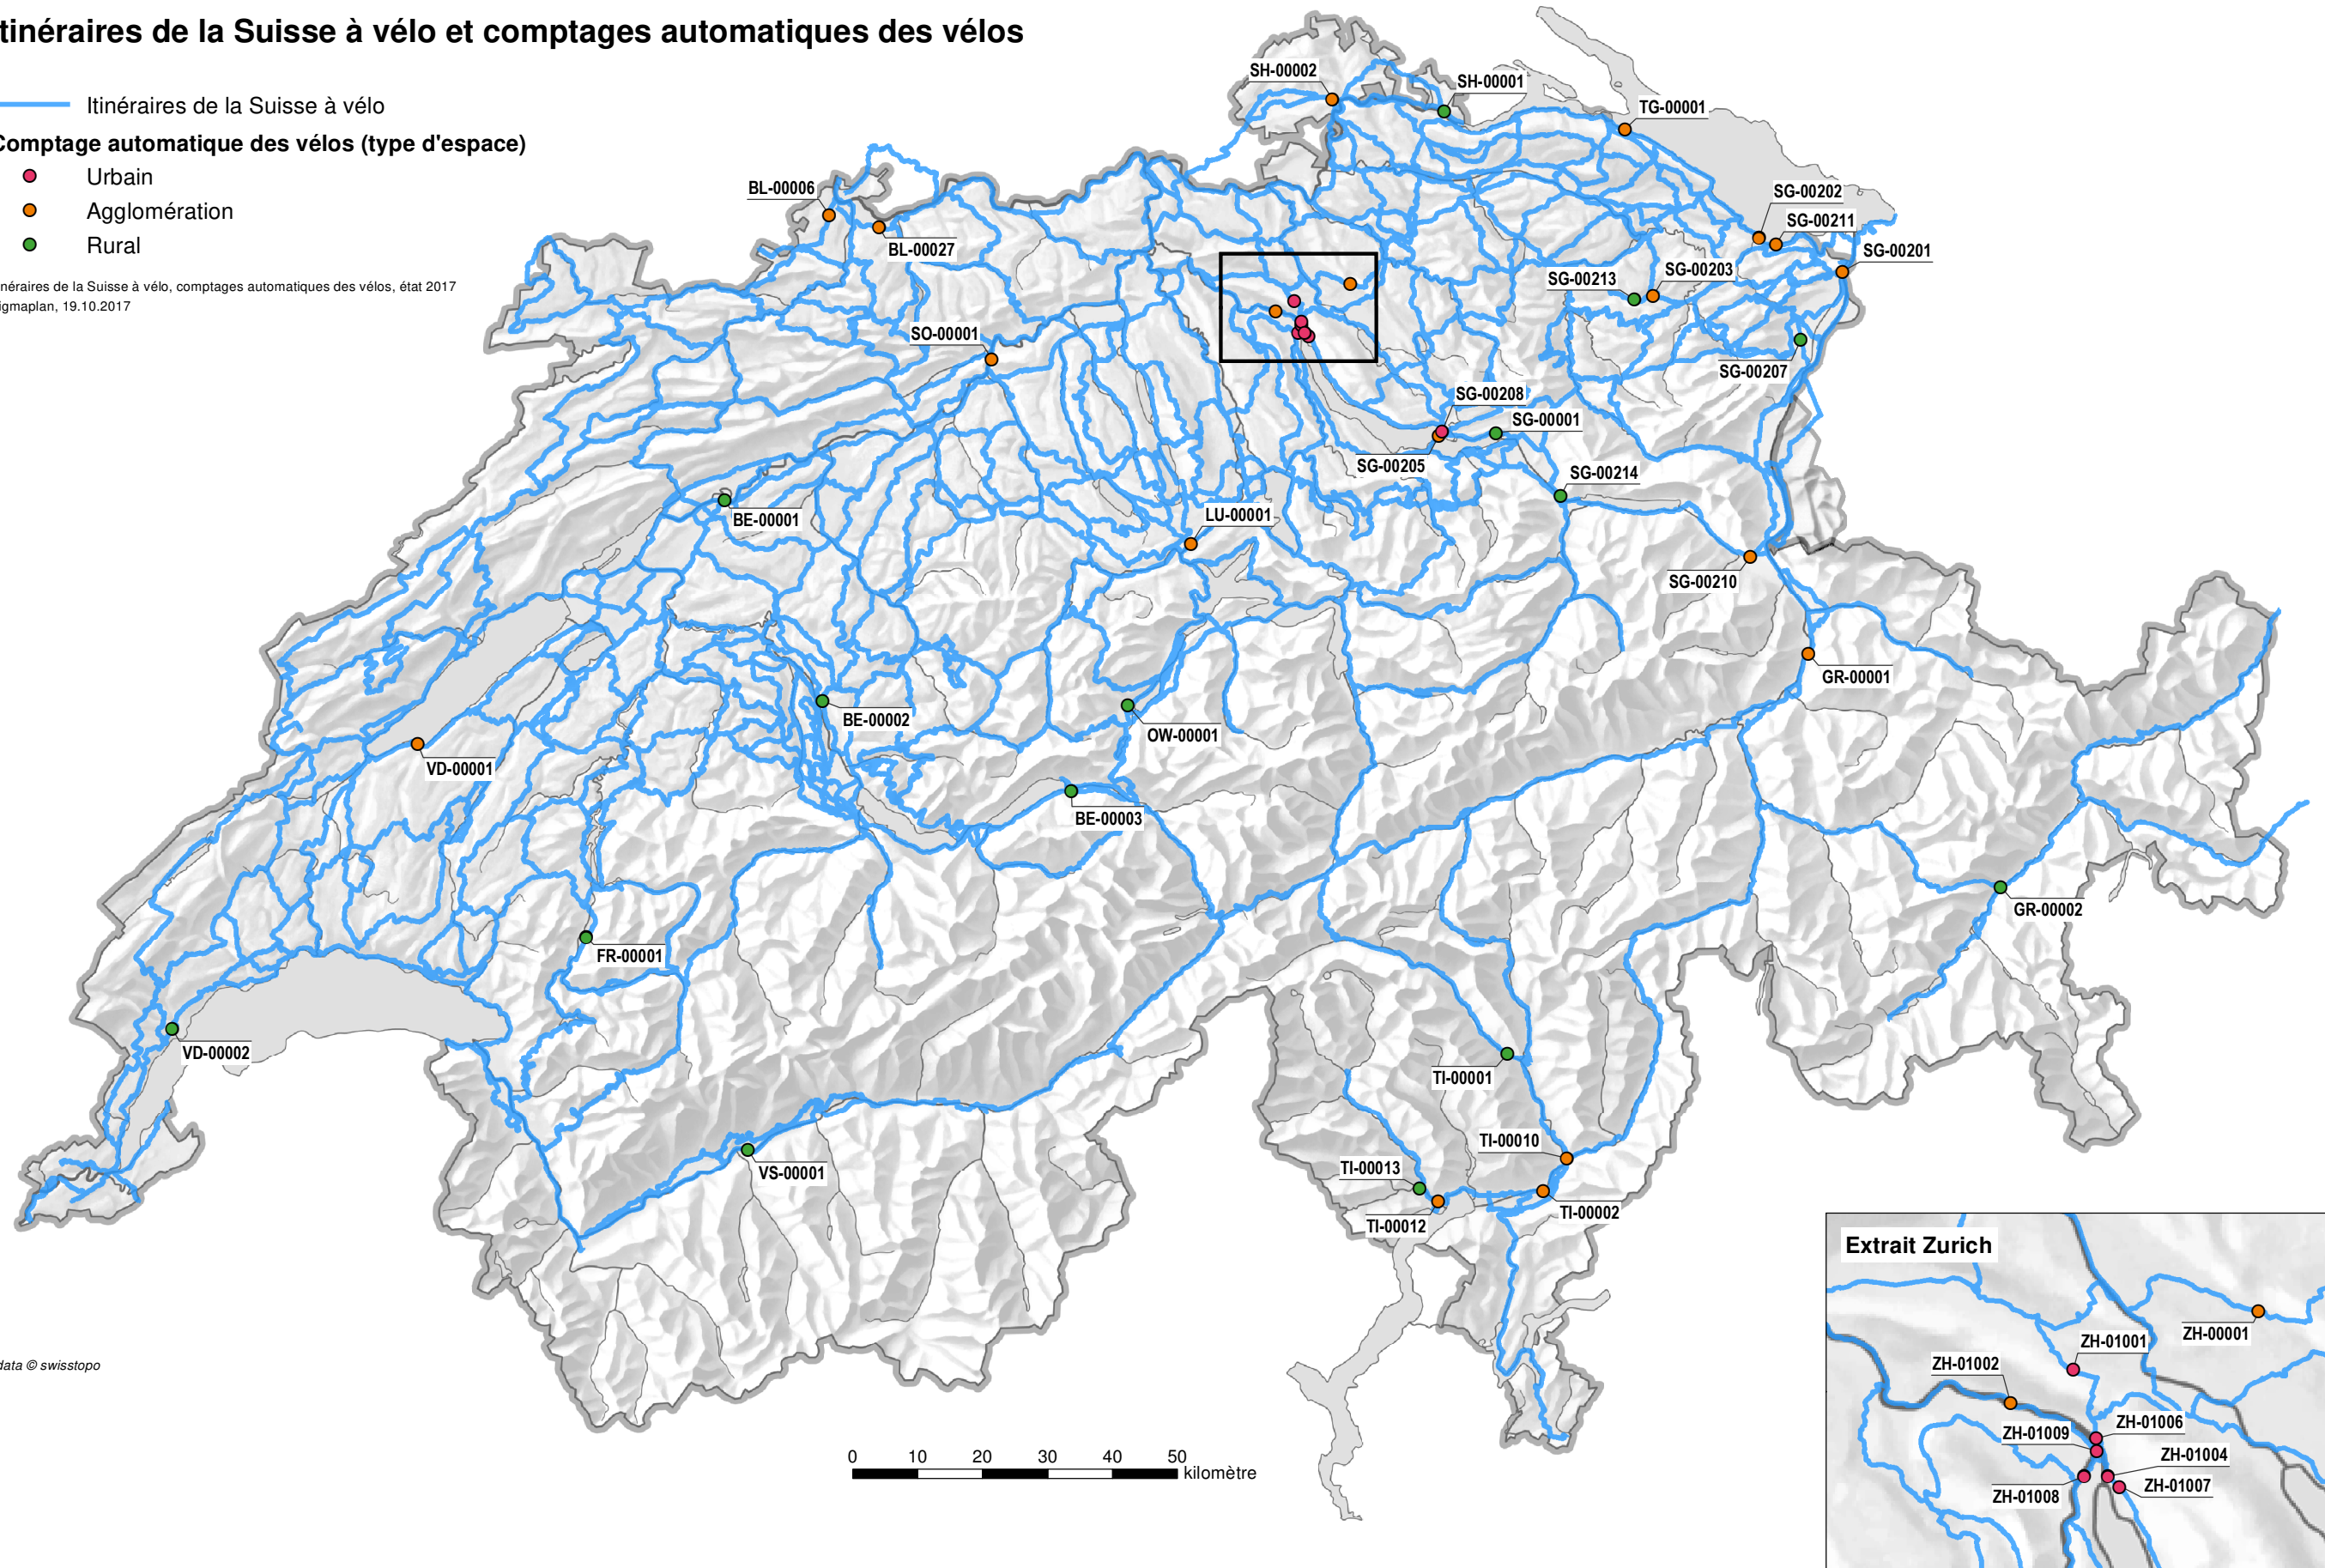 tinéraires de la Suisse à vélo et comptages automatiques des vélos
Itinéraires de la Suisse à vélo
Comptage automatique des vélos (type d'espace)
Urbain
Agglomération
Rural
néraires de la Suisse à vélo, comptages automatiques des vélos, état 2017
igmaplan, 19.10.2017
SH-00002
SH-00001
TG-00001
BL-00006
BL-00027
SG-00202
SG-00211
SG-00201
SG-00203
SG-00213
SO-00001
SG-00207
SG-00208
SG-00001
SG-00205
SG-00214
BE-00001
LU-00001
SG-00210
GR-00001
BE-00002
OW-00001
VD-00001
BE-00003
GR-00002
FR-00001
VD-00002
TI-00001
TI-00010
TI-00013
VS-00001
TI-00002
TI-00012
Extrait Zurich
ZH-00001
ZH-01001
ZH-01002
ZH-01006
ZH-01009
ZH-01004
ZH-01007
ZH-01008
data © swisstopo
0 10 20 30 40 50
kilomètre